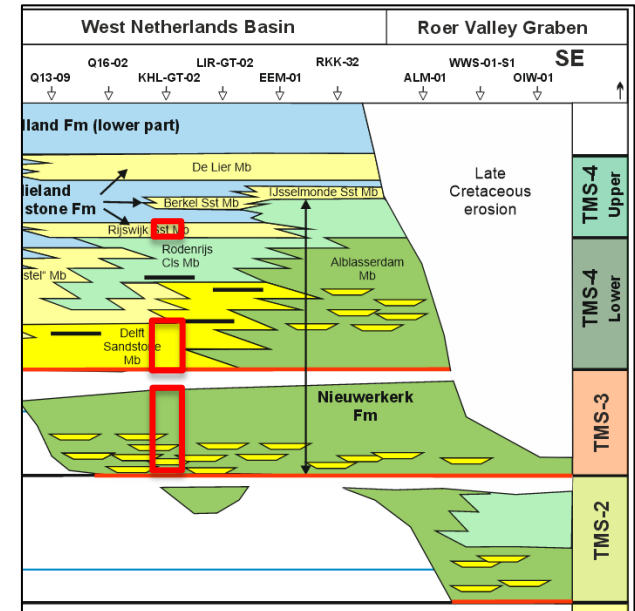 West Netherlands Basin
Roer Valley Graben
SE
Q13-09
Q16-02
KHL-GT-02
LIR-GT-02
EEM-01
RKK-32
ALM-01
WWS-01-S1
OIW-01
lland Fm (lower part)
De Lier Mb
lieland
stone Fm
IJsselmonde Sst Mb
Berkel Sst Mb
Rijswijk Sst Mb
Late
Cretaceous
erosion
TMS-4
Upper
Rodenrijs
Cls Mb
stel" Mb
Alblasserdam
Mb
TMS-4
Lower
Delft
Sandstone
Mb
Nieuwerkerk
Fm
TMS-3
TMS-2